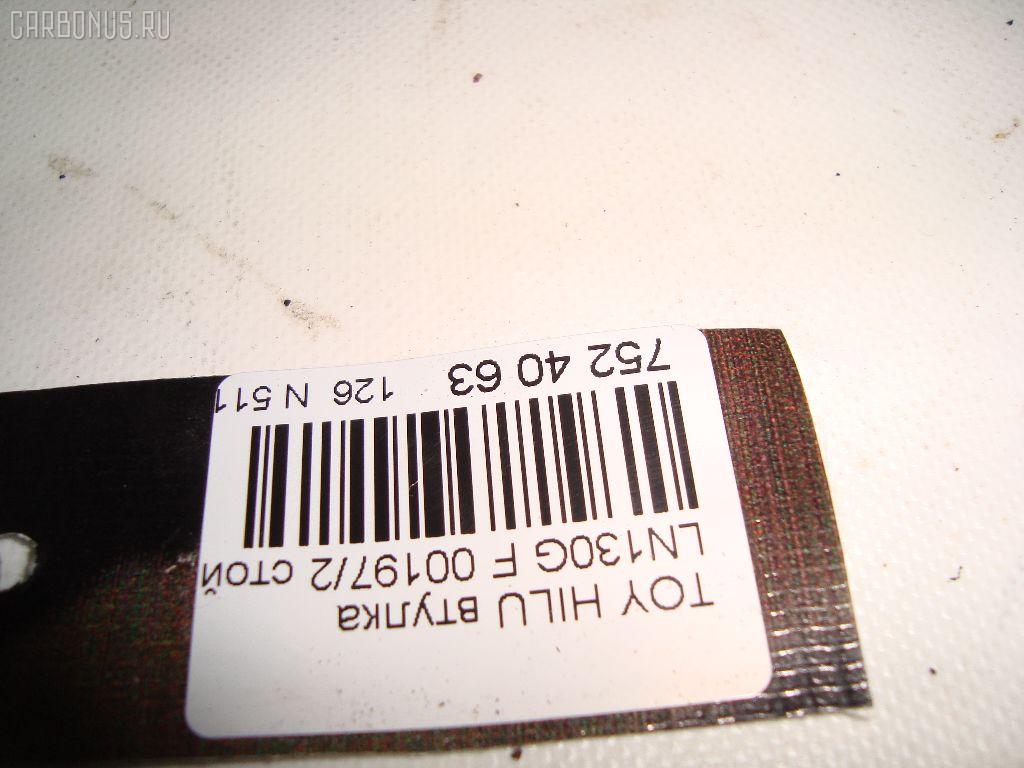 CARBONUS.RU
TOY HILU втулка
LN130G F 00197/2 стой
752 40 63 126 N 511